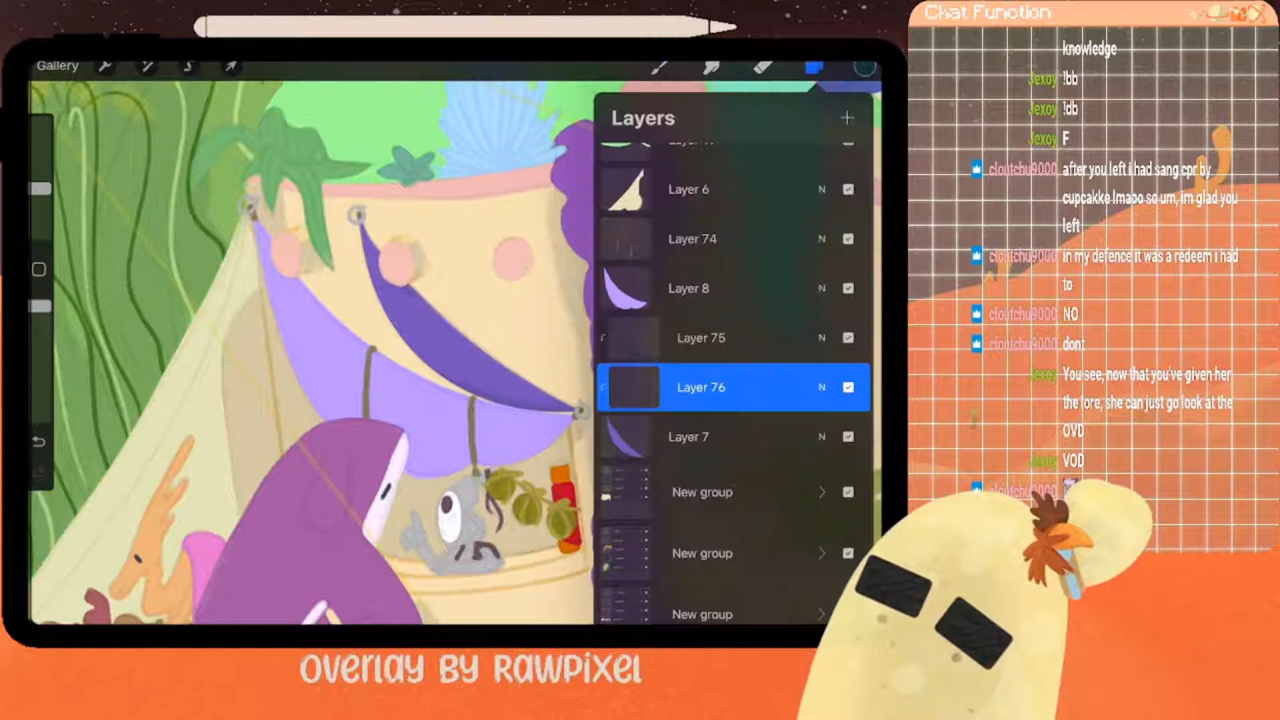 Chat Function
Gallery
Layers
Layer 6
N
Layer 74
N
Layer 8
N
Layer 75
N
Layer 76
N
Layer 7
N
New group
New group
New group
knowledge
Jexoy !bb
Jexoy !db
Jexoy F
cloutchu9000 after you left i had sang cpr by
cupcakke lmapo so um, im glad you
left
cloutchu9000 in my defence it was a redeem i had
to
cloutchu9000 NO
cloutchu9000 dont
Jexoy You see, now that you've given her
the lore, she can just go look at the
OVD
Jexoy VOD
cloutchu9000
Overlay by Rawpixel